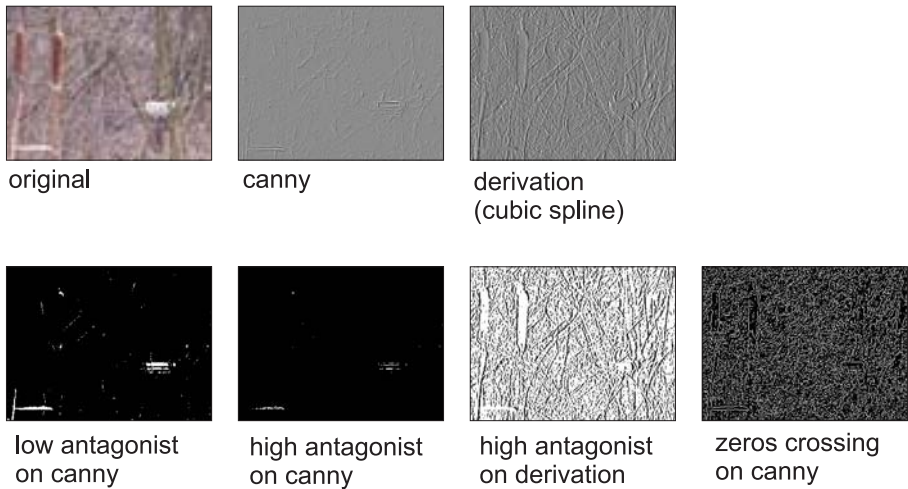 original
canny
derivation
(cubic spline)
low antagonist
on canny
high antagonist
on canny
high antagonist
on derivation
zeros crossing
on canny